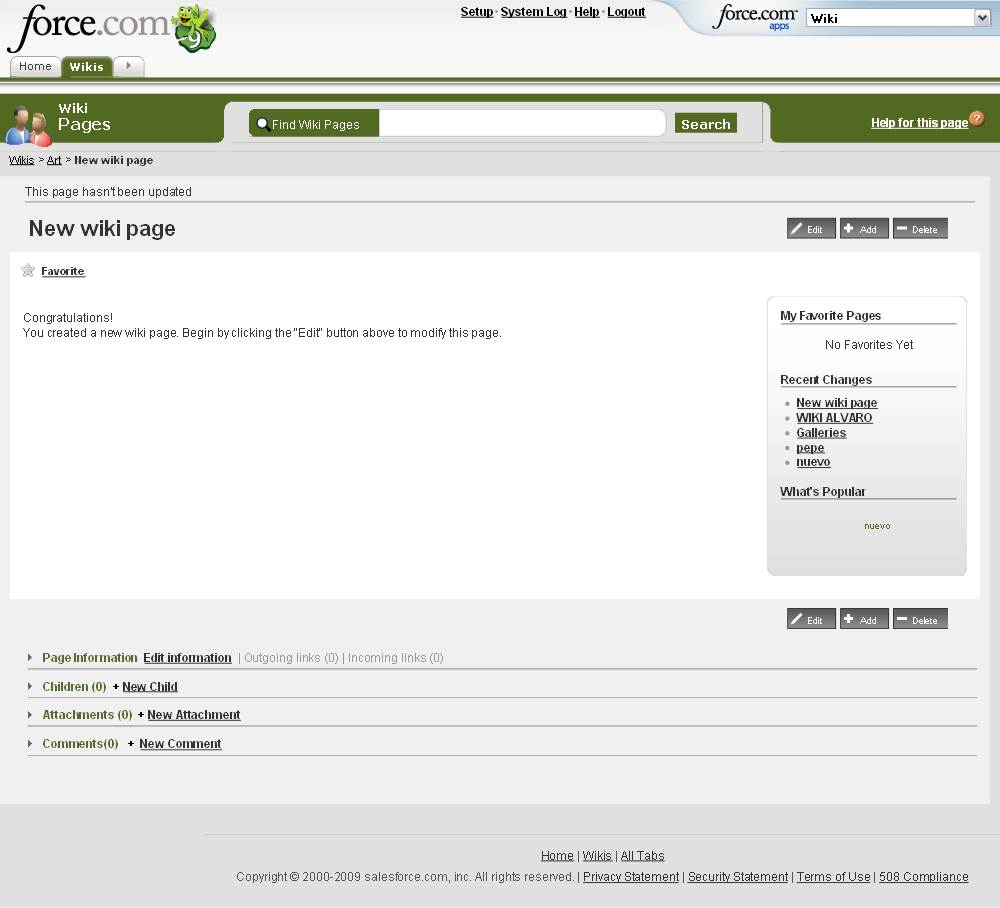 force.com 9
Setup · System Log · Help · Logout
force.com apps
Wiki
Home Wikis
Wiki
Pages
Find Wiki Pages
Search
Help for this page ?
Wikis > Art > New wiki page
This page hasn't been updated
New wiki page
Edit Add Delete
Favorite
Congratulations!
You created a new wiki page. Begin by clicking the "Edit" button above to modify this page.
My Favorite Pages
No Favorites Yet
Recent Changes
New wiki page
WIKI ALVARO
Galleries
pepe
nuevo
What's Popular
nuevo
Edit Add Delete
Page Information Edit information | Outgoing links (0) | Incoming links (0)
Children (0) + New Child
Attachments (0) + New Attachment
Comments(0) + New Comment
Home | Wikis | All Tabs
Copyright © 2000-2009 salesforce.com, inc. All rights reserved. | Privacy Statement | Security Statement | Terms of Use | 508 Compliance